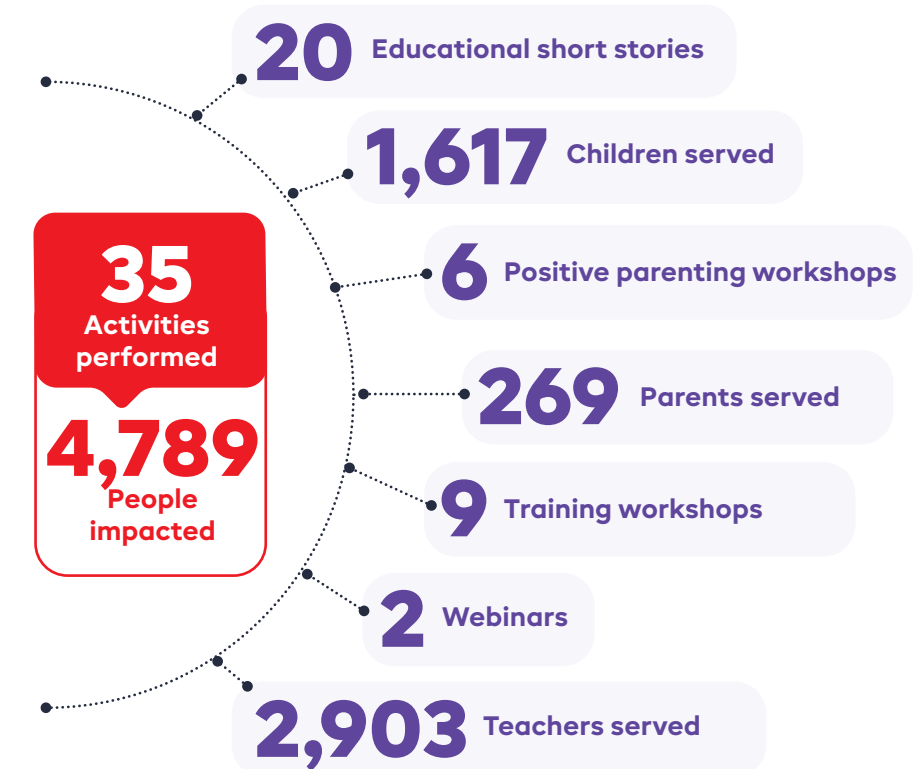 20 Educational short stories
1,617 Children served
6 Positive parenting workshops
269 Parents served
9 Training workshops
2 Webinars
2,903 Teachers served
35
Activities
performed
4,789
People
impacted